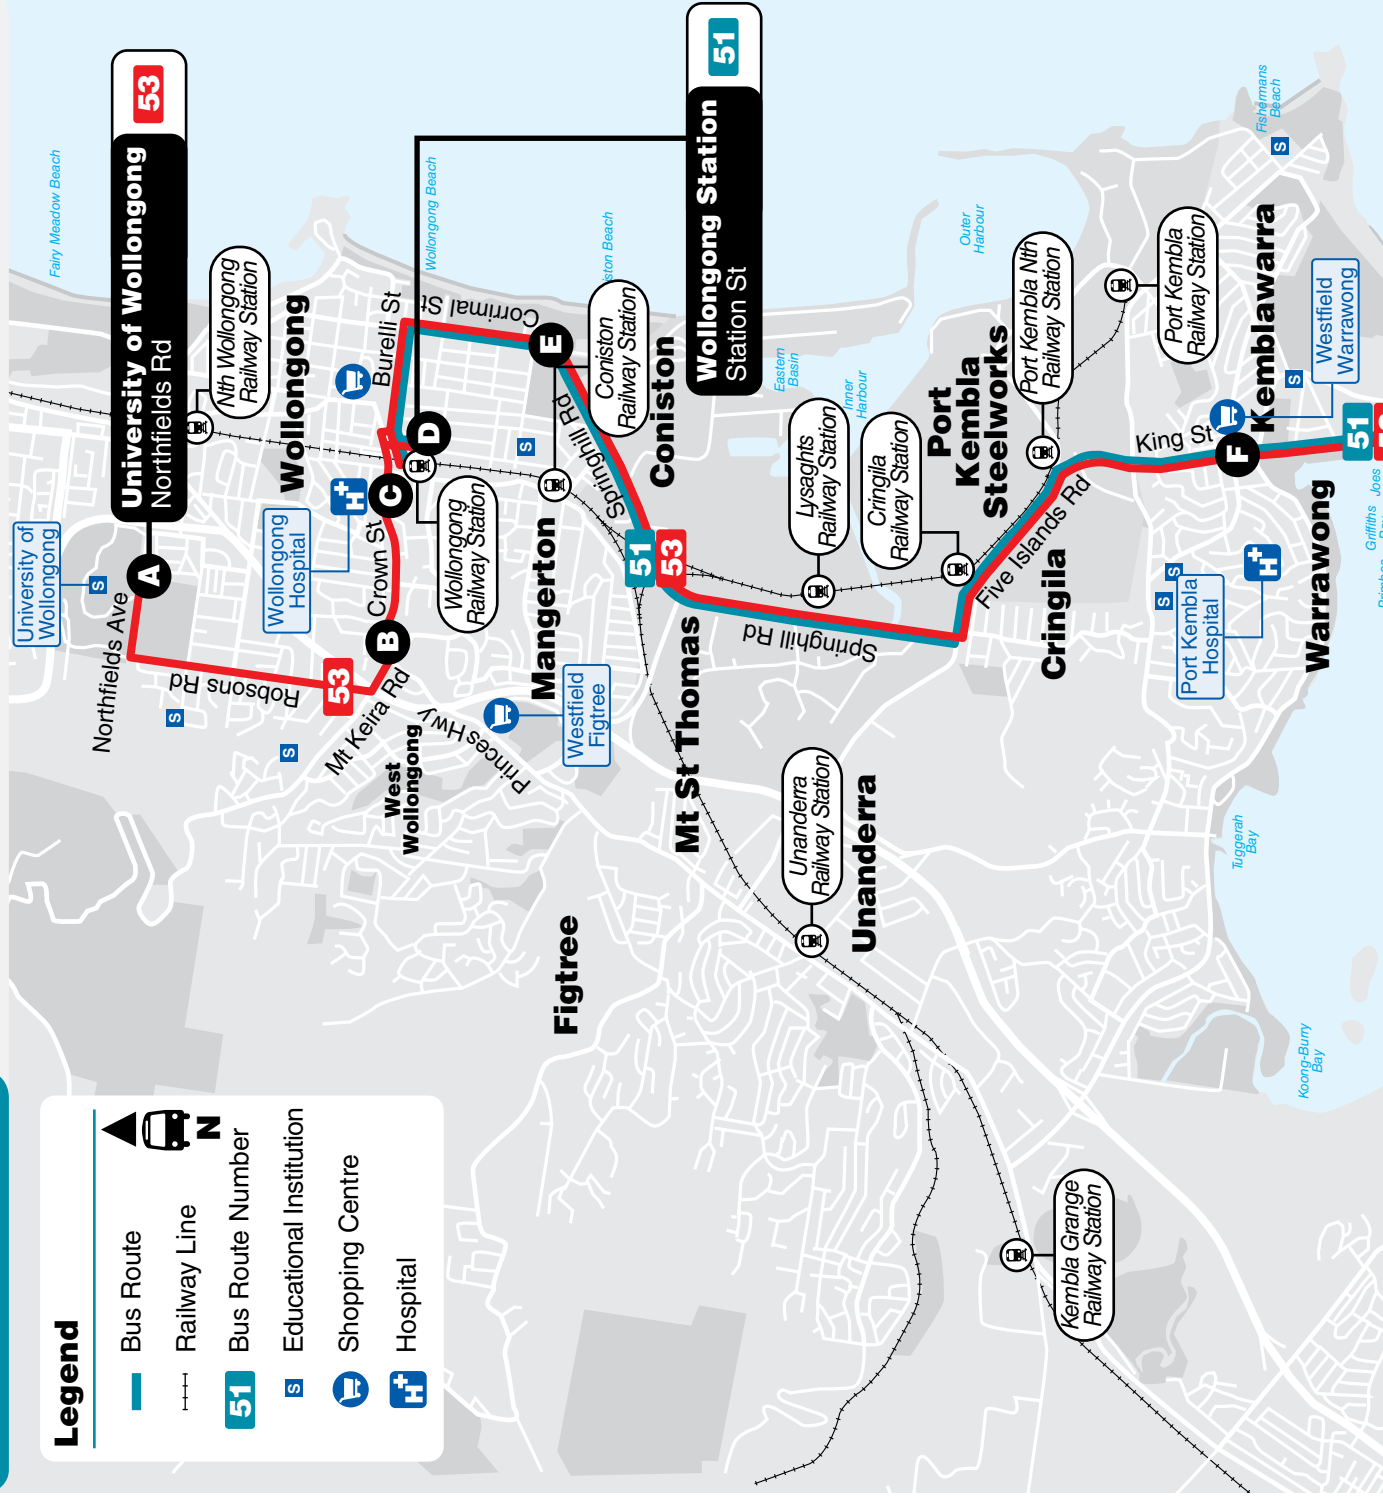 Legend
Bus Route
Railway Line
51
Bus Route Number
S
Educational Institution
Shopping Centre
H+
Hospital
N
University of Wollongong
Northfields Rd
53
Wollongong Station
Station St
51
Fairy Meadow Beach
University of
Wollongong
S
A
Northfields Ave
Robsons Rd
S
S
53
Mt Keira Rd
B
Crown St
C
D
E
F
Nth Wollongong
Railway Station
Wollongong
Wollongong
Hospital
H+
Burelli St
Corrimal St
Wollongong Beach
Wollongong
Railway Station
West
Wollongong
Princes Hwy
Mangerton
S
Westfield
Figtree
Figtree
Springhill Rd
ston Beach
Coniston
Railway Station
Coniston
51
53
Mt St Thomas
Springhill Rd
Unanderra
Railway Station
Unanderra
Eastern
Basin
Inner
Harbour
Outer
Harbour
Lysaghts
Railway Station
Cringila
Railway Station
Port
Kembla
Steelworks
Five Islands Rd
Cringila
Port Kembla Nth
Railway Station
Port Kembla
Railway Station
King St
Kemblawarra
Fishermans
Beach
S
S
Westfield
Warrawong
S
S
Port Kembla
Hospital
H+
Warrawong
51
Griffiths
Joes
Tuggerah
Bay
Koong-Burry
Bay
Kembla Grange
Railway Station